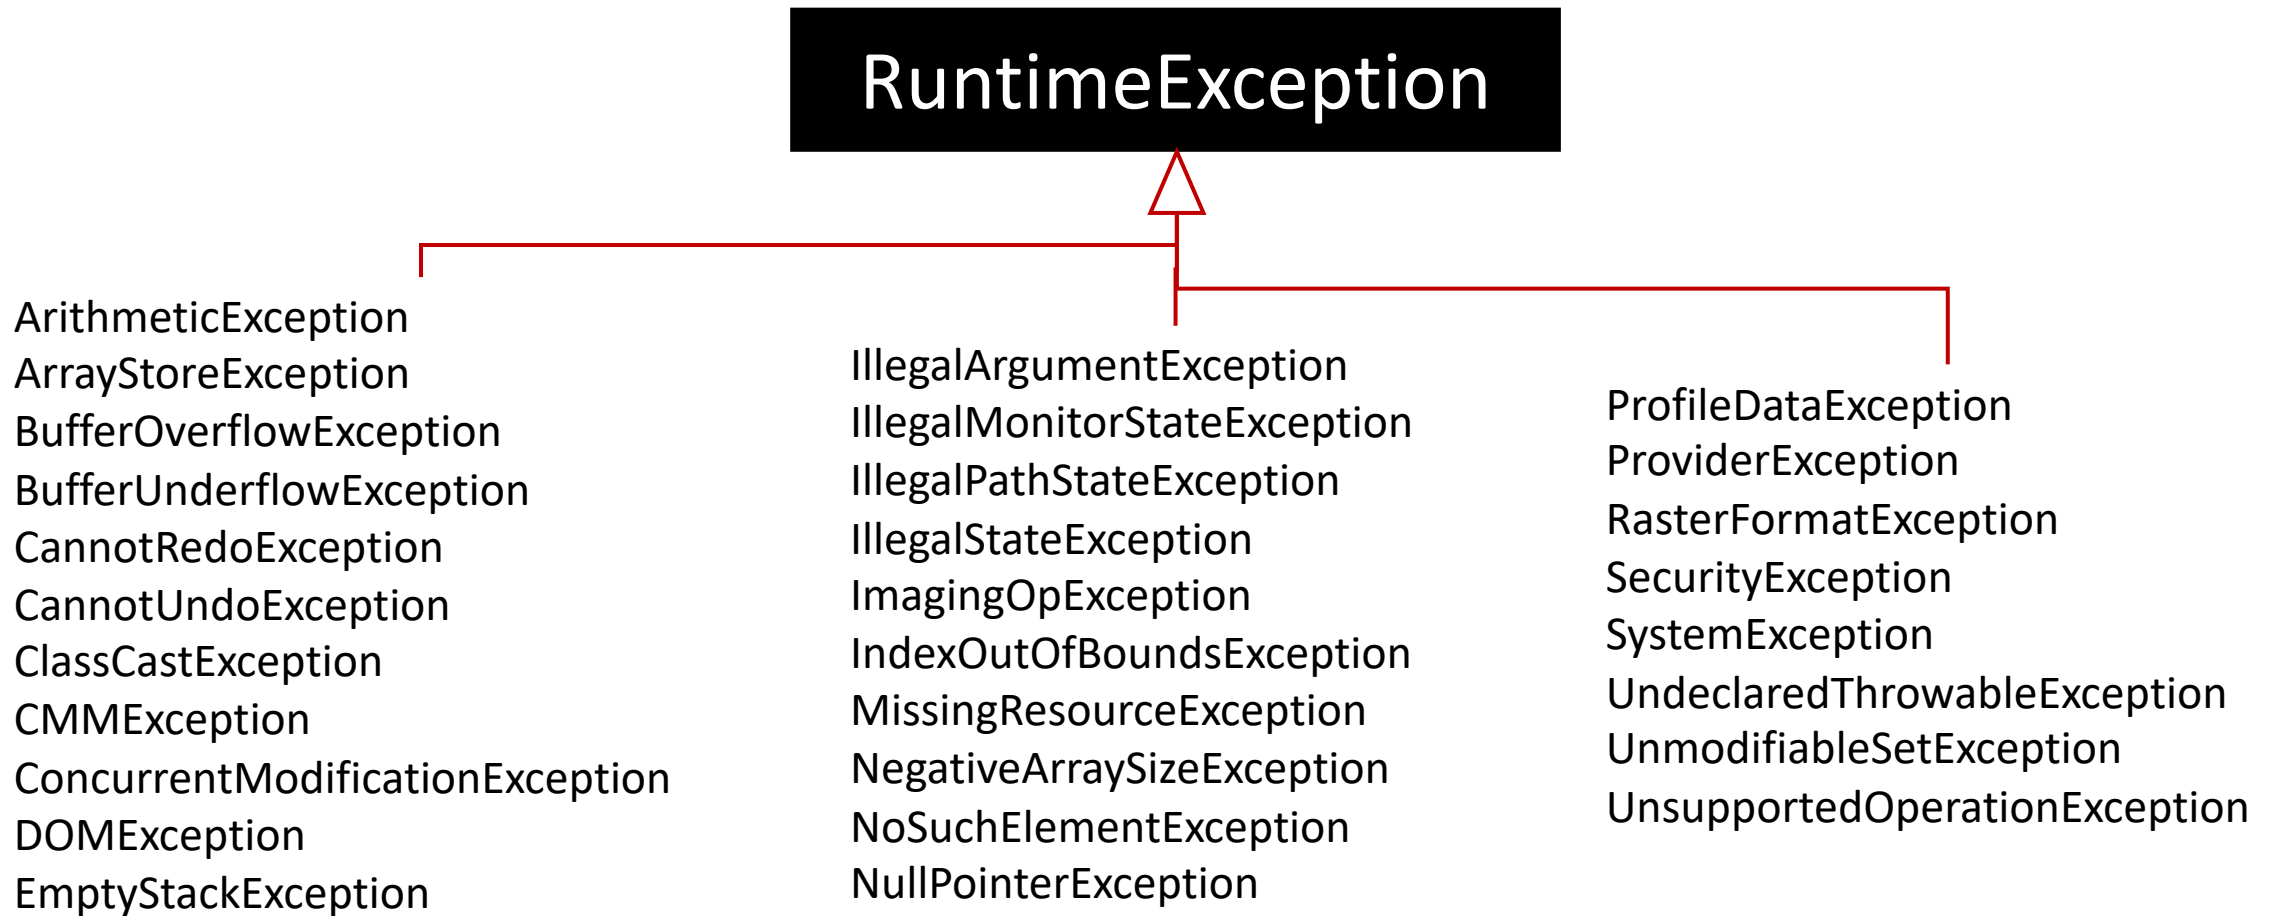 RuntimeException
ArithmeticException
ArrayStoreException
BufferOverflowException
BufferUnderflowException
CannotRedoException
CannotUndoException
ClassCastException
CMMException
ConcurrentModificationException
DOMException
EmptyStackException
IllegalArgumentException
IllegalMonitorStateException
IllegalPathStateException
IllegalStateException
ImagingOpException
IndexOutOfBoundsException
MissingResourceException
NegativeArraySizeException
NoSuchElementException
NullPointerException
ProfileDataException
ProviderException
RasterFormatException
SecurityException
SystemException
UndeclaredThrowableException
UnmodifiableSetException
UnsupportedOperationException